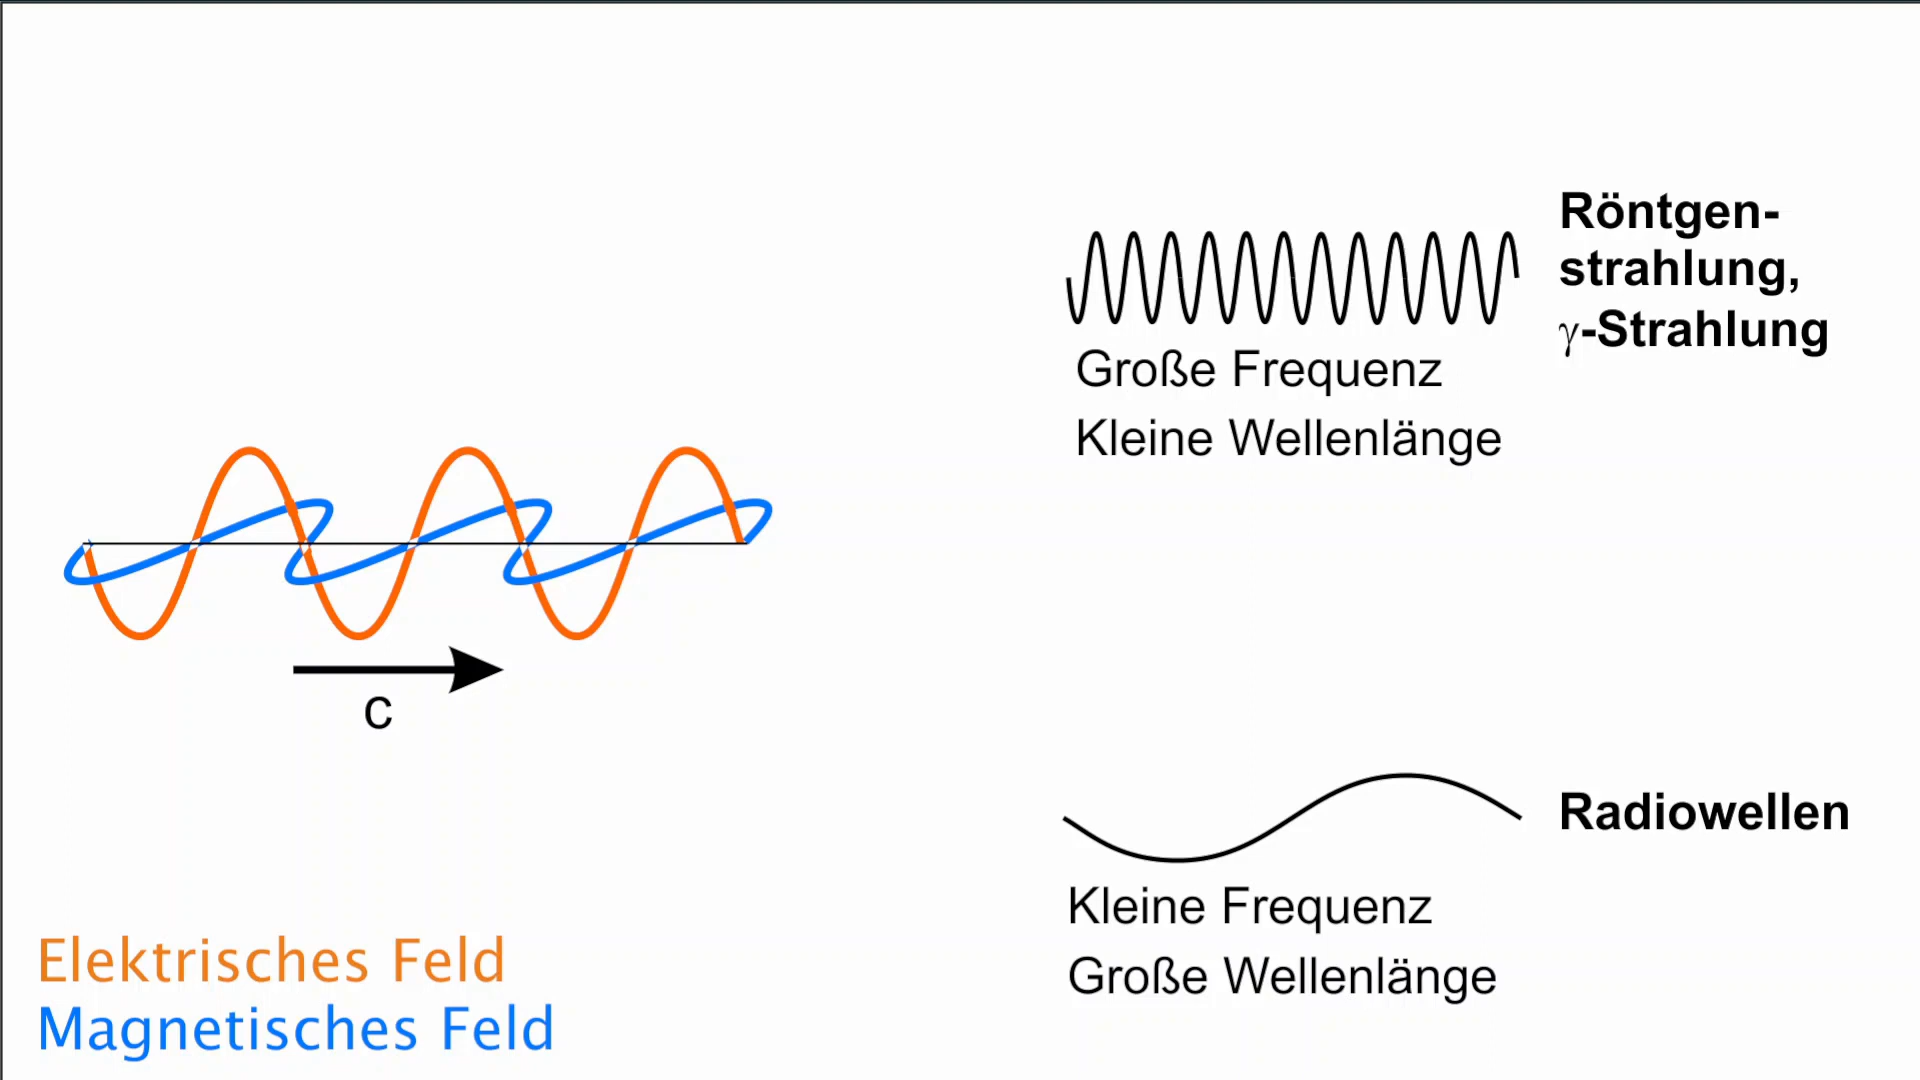 Röntgen-
strahlung,
γ-Strahlung
Große Frequenz
Kleine Wellenlänge
c
Radiowellen
Kleine Frequenz
Große Wellenlänge
Elektrisches Feld
Magnetisches Feld